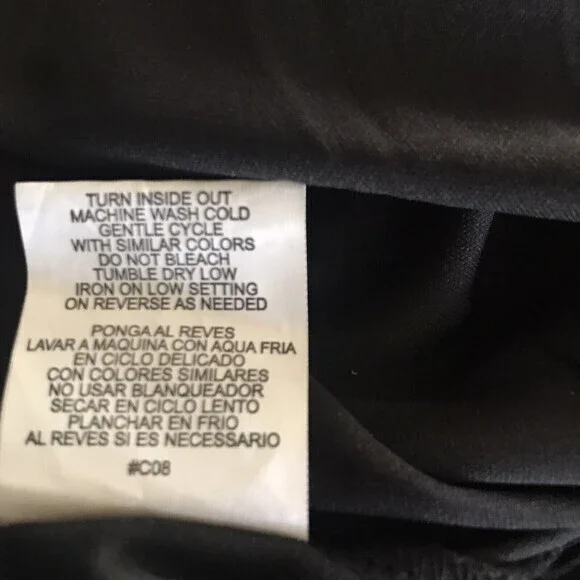 TURN INSIDE OUT
MACHINE WASH COLD
GENTLE CYCLE
WITH SIMILAR COLORS
DO NOT BLEACH
TUMBLE DRY LOW
IRON ON LOW SETTING
ON REVERSE AS NEEDED
PONGA AL REVES
LAVAR A MAQUINA CON AQUA FRIA
EN CICLO DELICADO
CON COLORES SIMILARES
NO USAR BLANQUEADOR
SECAR EN CICLO LENTO
PLANCHAR EN FRIO
AL REVES SI ES NECESSARIO
#C08